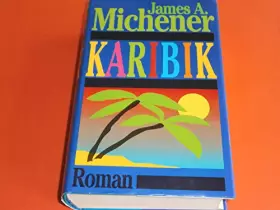 James A.
Michener
KARIBIK
Roman